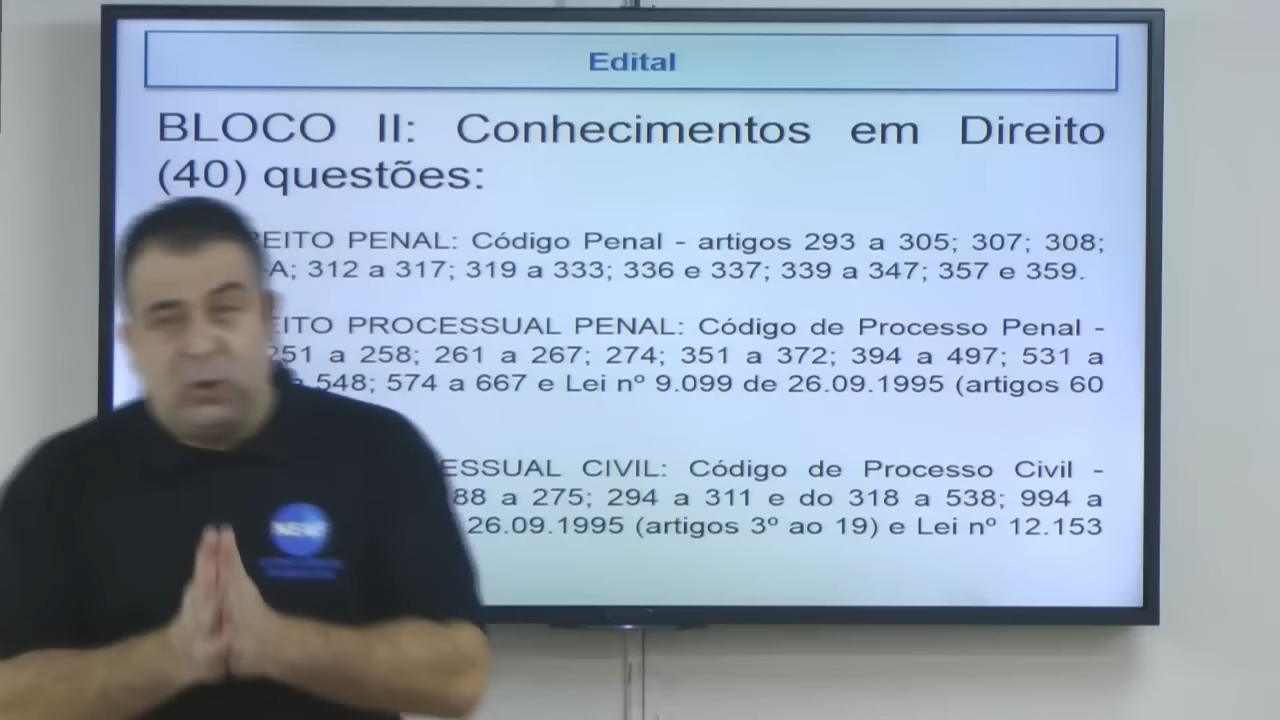 Edital
BLOCO II: Conhecimentos em Direito
(40) questões:
PENAL: Código Penal - artigos 293 a 305; 307; 308;
312 a 317; 319 a 333; 336 e 337; 339 a 347; 357 e 359.
PROCESSUAL PENAL: Código de Processo Penal -
251 a 258; 261 a 267; 274; 351 a 372; 394 a 497; 531 a
548; 574 a 667 e Lei nº 9.099 de 26.09.1995 (artigos 60
CIVIL: Código de Processo Civil -
a 275; 294 a 311 e do 318 a 538; 994 a
26.09.1995 (artigos 3º ao 19) e Lei nº 12.153